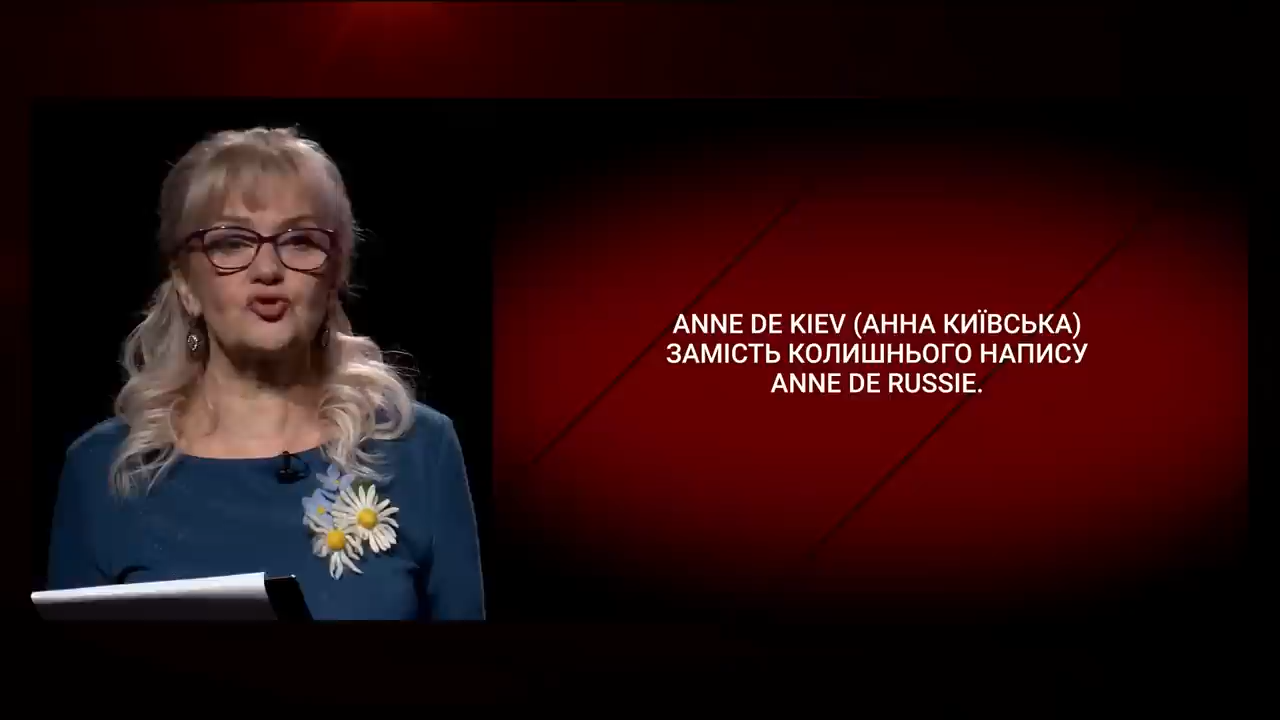 ANNE DE KIEV (АННА КИЇВСЬКА)
ЗАМІСТЬ КОЛИШНЬОГО НАПИСУ
ANNE DE RUSSIE.